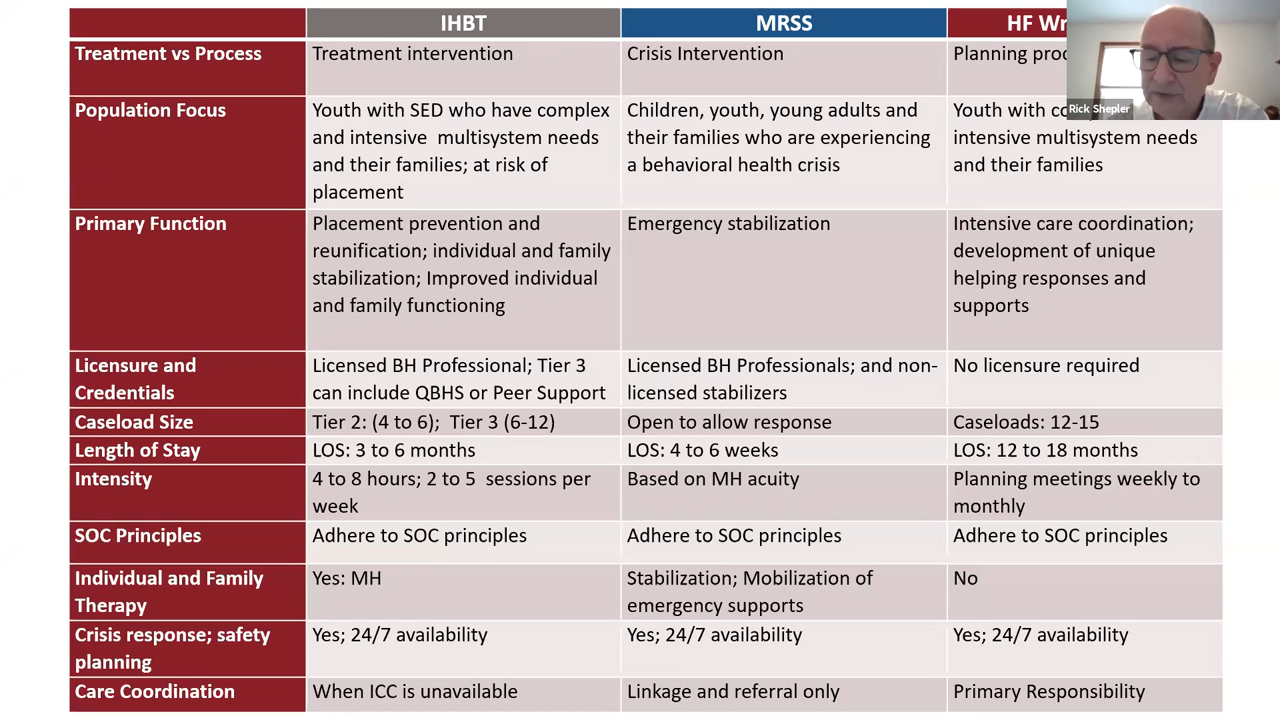 IHBT MRSS HF
Treatment vs Process Treatment intervention Crisis Intervention Planning
Rick Shepler
Population Focus Youth with SED who have complex Children, youth, young adults and Youth with
and intensive multisystem needs their families who are experiencing intensive multisystem needs
and their families; at risk of a behavioral health crisis and their families
placement
Primary Function Placement prevention and Emergency stabilization Intensive care coordination;
reunification; individual and family development of unique
stabilization; Improved individual helping responses and
and family functioning supports
Licensure and Licensed BH Professional; Tier 3 Licensed BH Professionals; and non- No licensure required
Credentials can include QBHS or Peer Support licensed stabilizers
Caseload Size Tier 2: (4 to 6); Tier 3 (6-12) Open to allow response Caseloads: 12-15
Length of Stay LOS: 3 to 6 months LOS: 4 to 6 weeks LOS: 12 to 18 months
Intensity 4 to 8 hours; 2 to 5 sessions per Based on MH acuity Planning meetings weekly to
week monthly
SOC Principles Adhere to SOC principles Adhere to SOC principles Adhere to SOC principles
Individual and Family Yes: MH Stabilization; Mobilization of No
Therapy emergency supports
Crisis response; safety Yes; 24/7 availability Yes; 24/7 availability Yes; 24/7 availability
planning
Care Coordination When ICC is unavailable Linkage and referral only Primary Responsibility